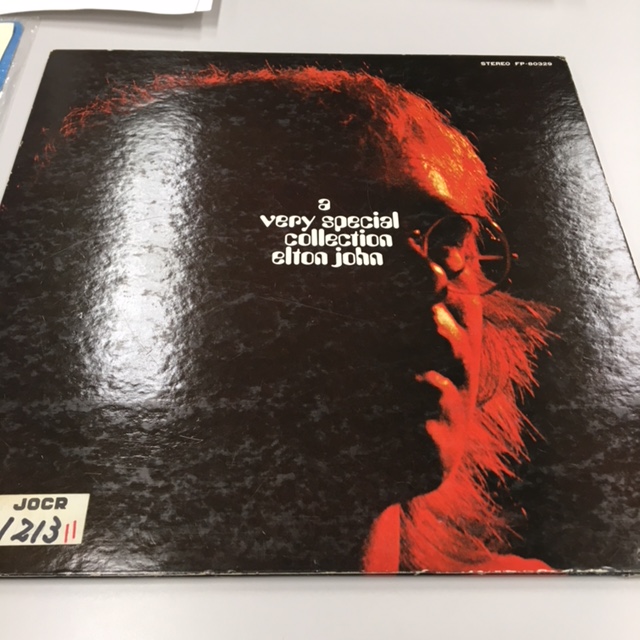 STEREO FP-80329
a
very special
collection
elton john
JOCR
1213 11